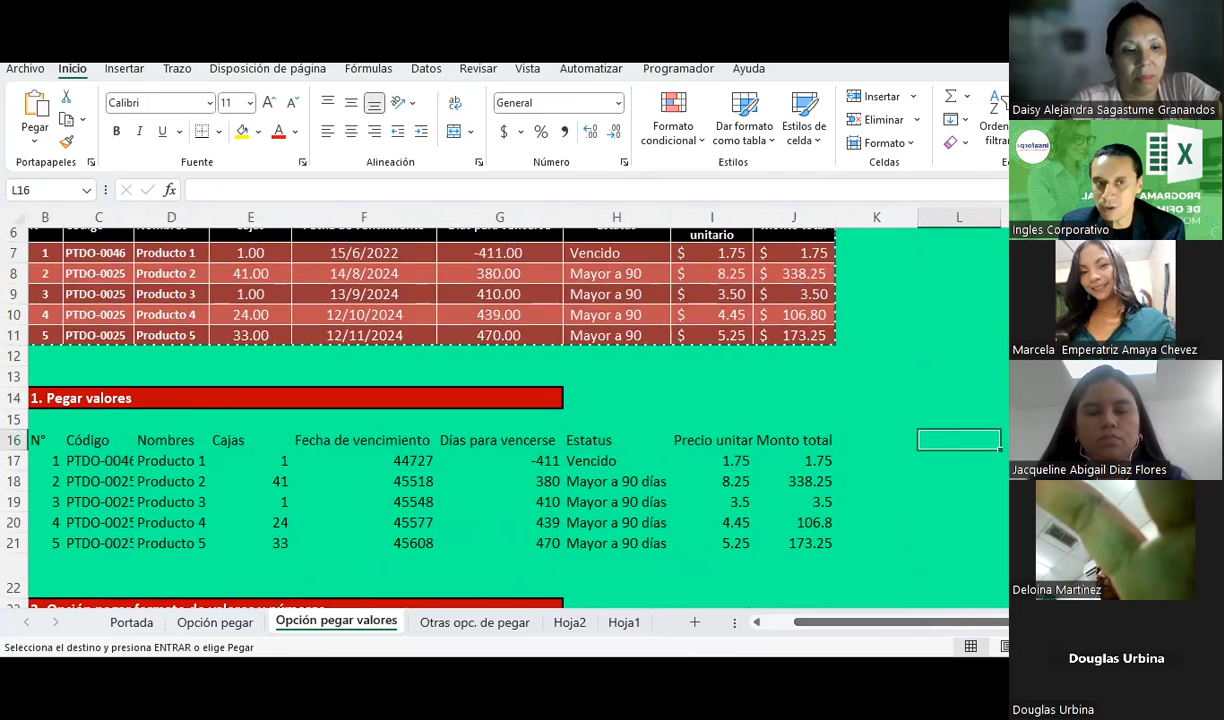 Archivo Inicio Insertar Trazo Disposición de página Fórmulas Datos Revisar Vista Automatizar Programador Ayuda
Pegar
Calibri 11
N K S
General
$ %
Formato condicional
Dar formato como tabla
Estilos de celda
Insertar
Eliminar
Formato
Portapapeles Fuente Alineación Número Estilos Celdas
L16
B C D E F G H I J K L
6 unitario
7 1 PTDO-0046 Producto 1 1.00 15/6/2022 -411.00 Vencido $ 1.75 $ 1.75
8 2 PTDO-0025 Producto 2 41.00 14/8/2024 380.00 Mayor a 90 $ 8.25 $ 338.25
9 3 PTDO-0025 Producto 3 1.00 13/9/2024 410.00 Mayor a 90 $ 3.50 $ 3.50
10 4 PTDO-0025 Producto 4 24.00 12/10/2024 439.00 Mayor a 90 $ 4.45 $ 106.80
11 5 PTDO-0025 Producto 5 33.00 12/11/2024 470.00 Mayor a 90 $ 5.25 $ 173.25
12
13
14 1. Pegar valores
15
16 N° Código Nombres Cajas Fecha de vencimiento Días para vencerse Estatus Precio unitar Monto total
17 1 PTDO-004 Producto 1 1 44727 -411 Vencido 1.75 1.75
18 2 PTDO-002 Producto 2 41 45518 380 Mayor a 90 días 8.25 338.25
19 3 PTDO-002 Producto 3 1 45548 410 Mayor a 90 días 3.5 3.5
20 4 PTDO-002 Producto 4 24 45577 439 Mayor a 90 días 4.45 106.8
21 5 PTDO-002 Producto 5 33 45608 470 Mayor a 90 días 5.25 173.25
22
Portada Opción pegar Opción pegar valores Otras opc. de pegar Hoja2 Hoja1
Selecciona el destino y presiona ENTRAR o elige Pegar
Daisy Alejandra Sagastume Granandos
PROGRAMA
Ingles Corporativo
Marcela Emperatriz Amaya Chevez
Jacqueline Abigail Diaz Flores
Deloina Martinez
Douglas Urbina
Douglas Urbina